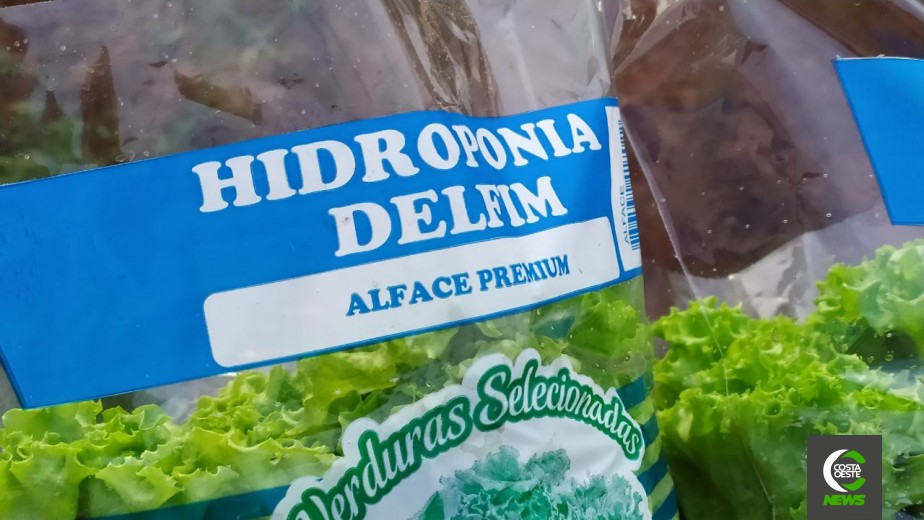 HIDROPONIA
DELFIM
ALFACE PREMIUM
ALFACE
Verduras Selecionadas
COSTA
OESTE
NEWS